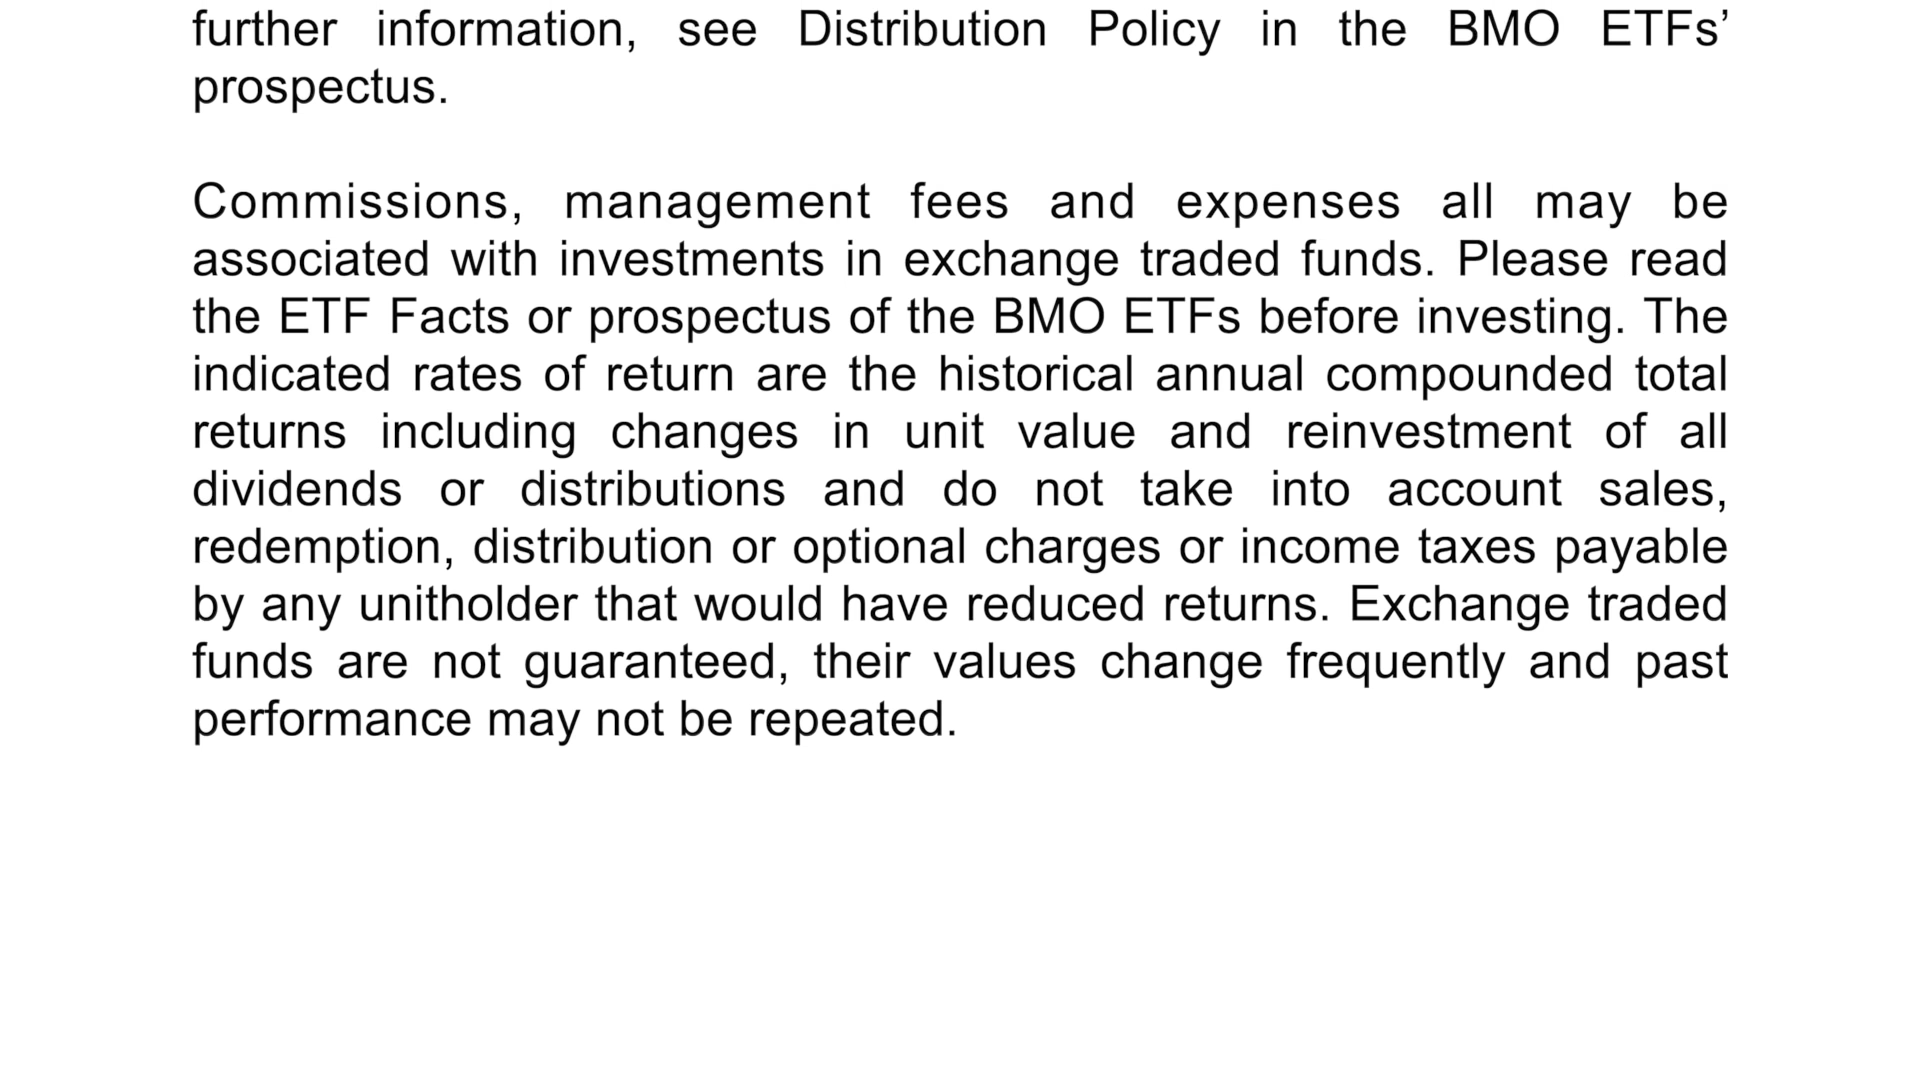 further information, see Distribution Policy in the BMO ETFs’
prospectus.
Commissions, management fees and expenses all may be
associated with investments in exchange traded funds. Please read
the ETF Facts or prospectus of the BMO ETFs before investing. The
indicated rates of return are the historical annual compounded total
returns including changes in unit value and reinvestment of all
dividends or distributions and do not take into account sales,
redemption, distribution or optional charges or income taxes payable
by any unitholder that would have reduced returns. Exchange traded
funds are not guaranteed, their values change frequently and past
performance may not be repeated.